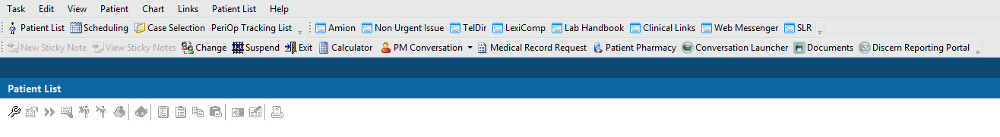 Task Edit View Patient Chart Links Patient List Help
Patient List Scheduling Case Selection PeriOp Tracking List Amion Non Urgent Issue TelDir LexiComp Lab Handbook Clinical Links Web Messenger SLR
New Sticky Note View Sticky Notes Change Suspend Exit Calculator PM Conversation Medical Record Request Patient Pharmacy Conversation Launcher Documents Discern Reporting Portal
Patient List